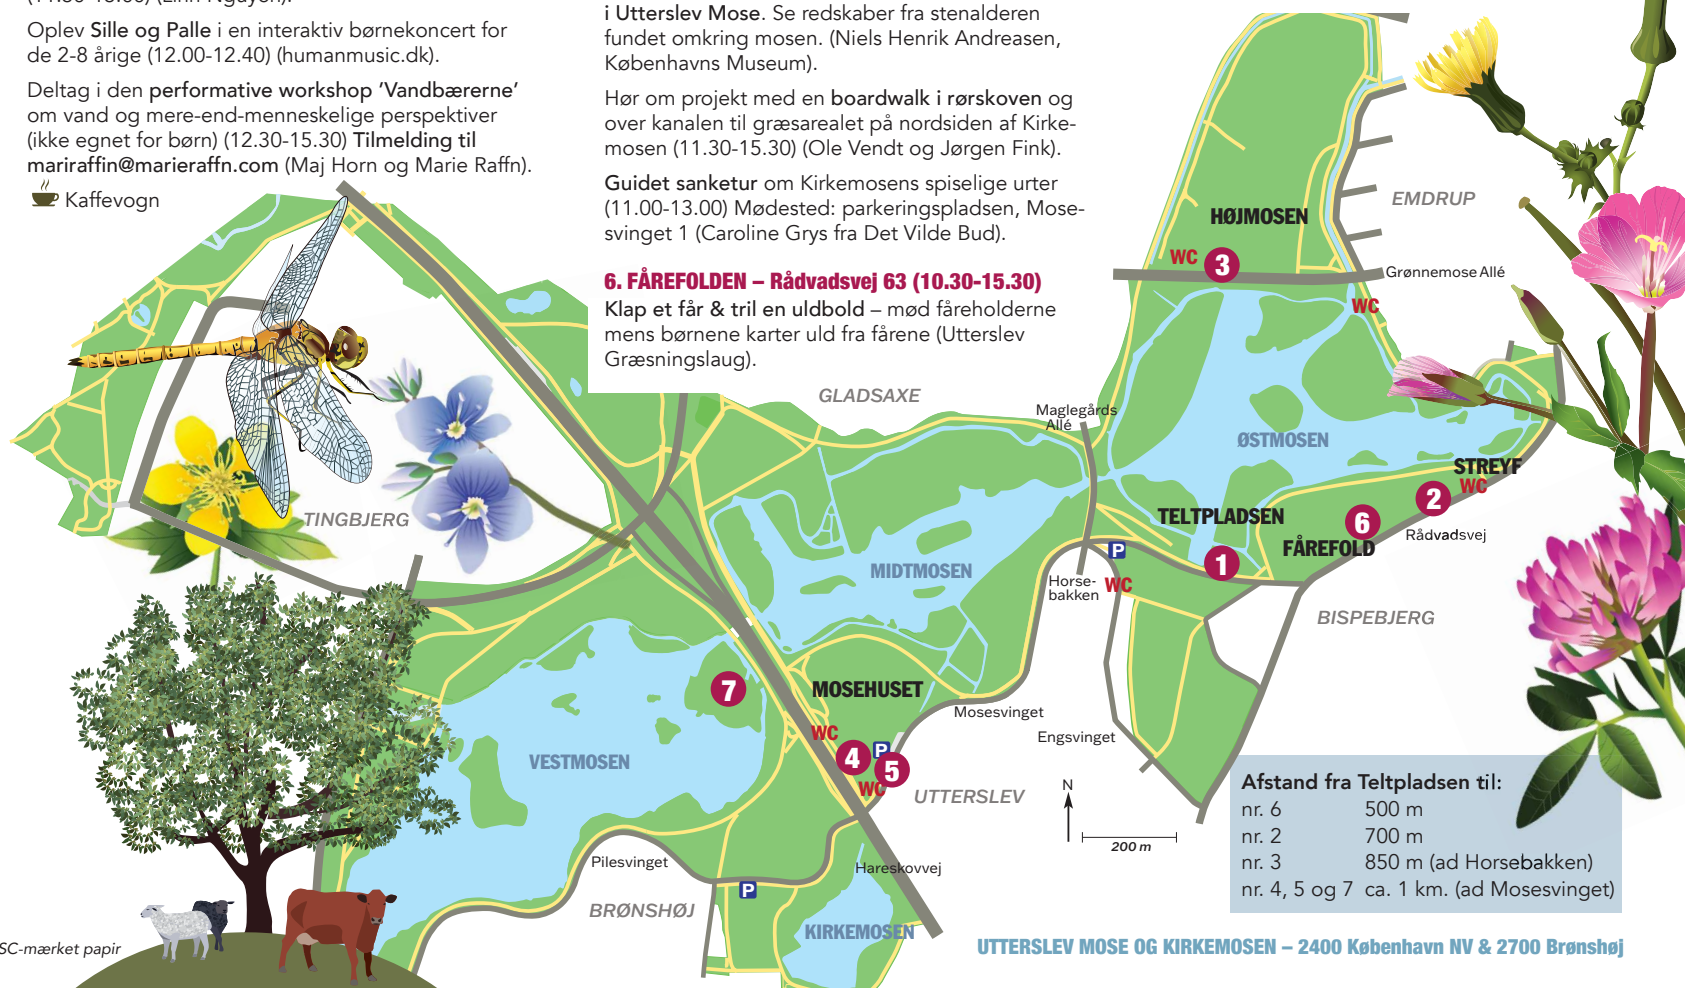 Oplev Sille og Palle i en interaktiv børnekoncert for
de 2-8 årige (12.00-12.40) (humanmusic.dk).
Deltag i den performative workshop ’Vandbærerne’
om vand og mere-end-menneskelige perspektiver
(ikke egnet for børn) (12.30-15.30) Tilmelding til
mariraffin@marieraffn.com (Maj Horn og Marie Raffn).
Kaffevogn
i Utterslev Mose. Se redskaber fra stenalderen
fundet omkring mosen. (Niels Henrik Andreasen,
Københavns Museum).
Hør om projekt med en boardwalk i rørskoven og
over kanalen til græsarealet på nordsiden af Kirke-
mosen (11.30-15.30) (Ole Vendt og Jørgen Fink).
Guidet sanketur om Kirkemosens spiselige urter
(11.00-13.00) Mødested: parkeringspladsen, Mose-
svinget 1 (Caroline Grys fra Det Vilde Bud).
6. FÅREFOLDEN – Rådvadsvej 63 (10.30-15.30)
Klap et får & tril en uldbold – mød fåreholderne
mens børnene karter uld fra fårene (Utterslev
Græsningslaug).
EMDRUP
HØJMOSEN
WC
3
Grønnemose Allé
WC
GLADSAXE
Maglegårds
Allé
ØSTMOSEN
STREYF
WC
2
TELTPLADSEN
6
Rådvadsvej
FÅREFOLD
TINGBJERG
P
1
MIDTMOSEN
Horse-
bakken
WC
BISPEBJERG
7
MOSEHUSET
Mosesvinget
WC
Engsvinget
4
P
5
WC
VESTMOSEN
UTTERSLEV
N
200 m
Pilesvinget
Hareskovvej
P
BRØNSHØJ
KIRKEMOSEN
SC-mærket papir
Afstand fra Teltpladsen til:
nr. 6 500 m
nr. 2 700 m
nr. 3 850 m (ad Horsebakken)
nr. 4, 5 og 7 ca. 1 km. (ad Mosesvinget)
UTTERSLEV MOSE OG KIRKEMOSEN – 2400 København NV & 2700 Brønshøj